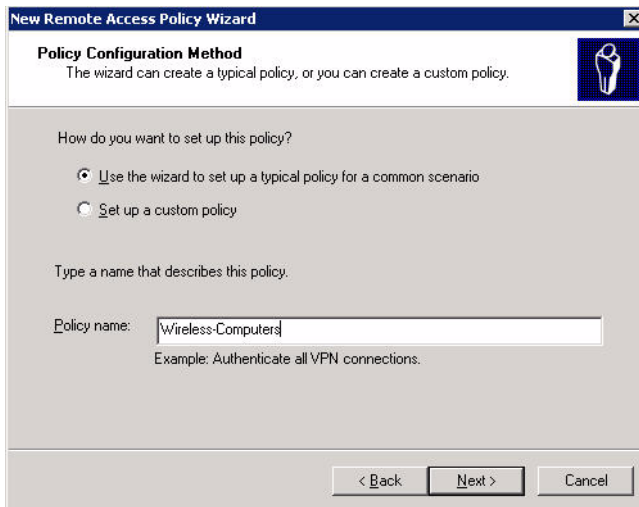 New Remote Access Policy Wizard
Policy Configuration Method
The wizard can create a typical policy, or you can create a custom policy.
How do you want to set up this policy?
Use the wizard to set up a typical policy for a common scenario
Set up a custom policy
Type a name that describes this policy.
Policy name: Wireless-Computers
Example: Authenticate all VPN connections.
< Back Next > Cancel